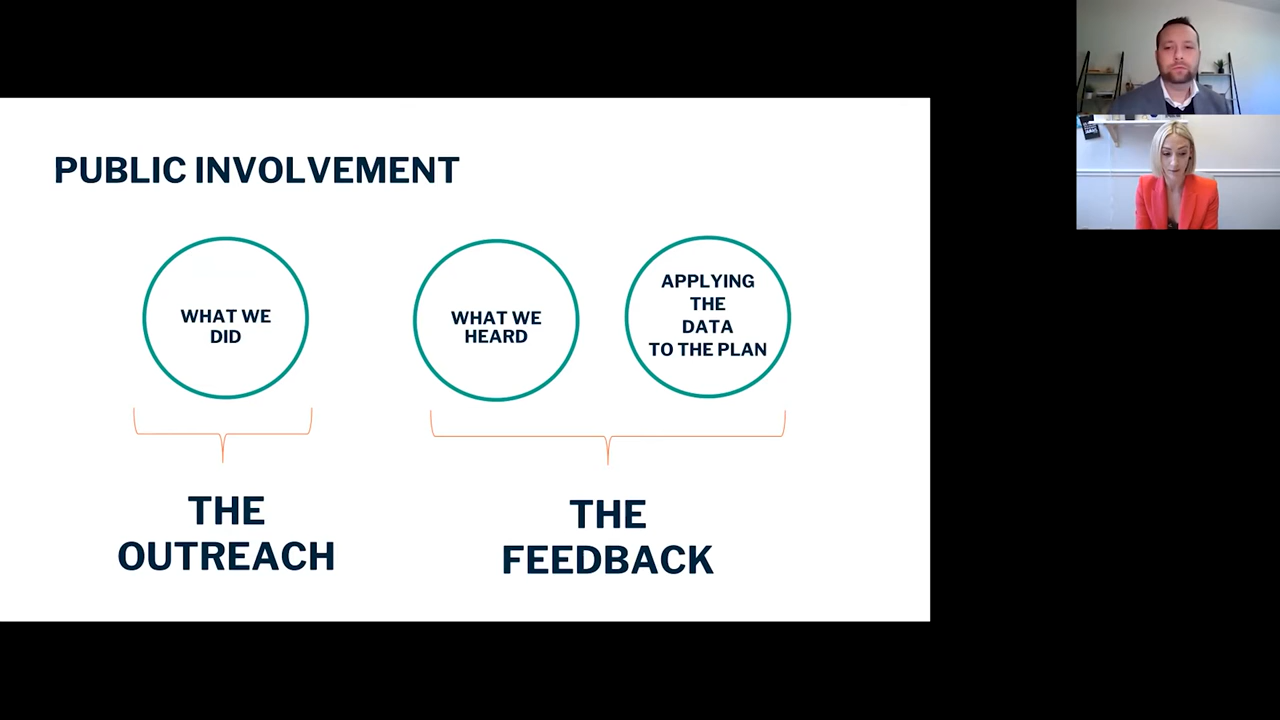 PUBLIC INVOLVEMENT
WHAT WE
DID
WHAT WE
HEARD
APPLYING
THE
DATA
TO THE PLAN
THE
OUTREACH
THE
FEEDBACK